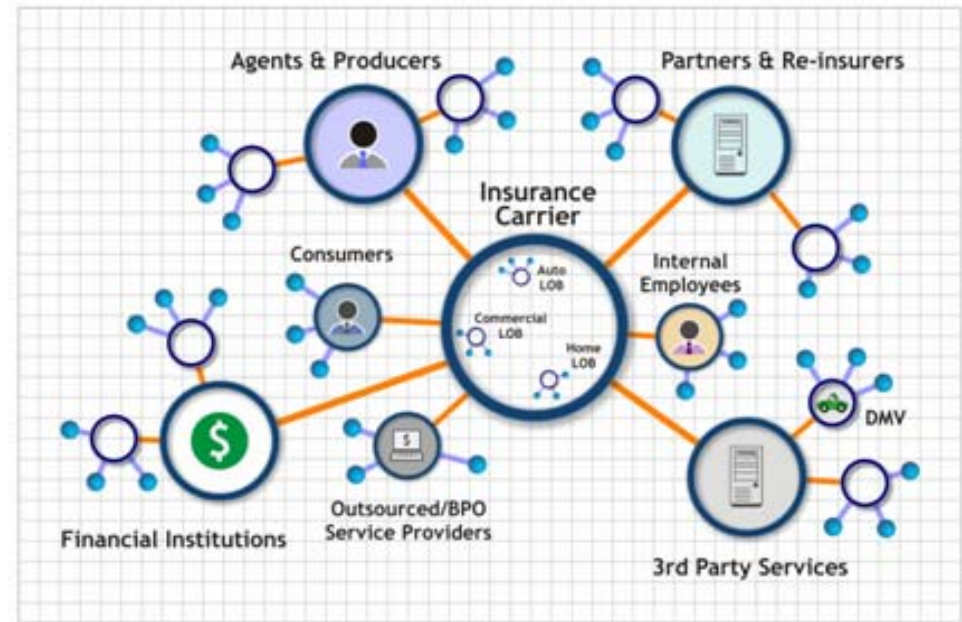 Agents & Producers
Partners & Re-insurers
Insurance
Carrier
Consumers
Internal
Employees
Auto
LOB
Commercial
LOB
Home
LOB
$
DMV
$
Outsourced/BPO
Service Providers
Financial Institutions
3rd Party Services